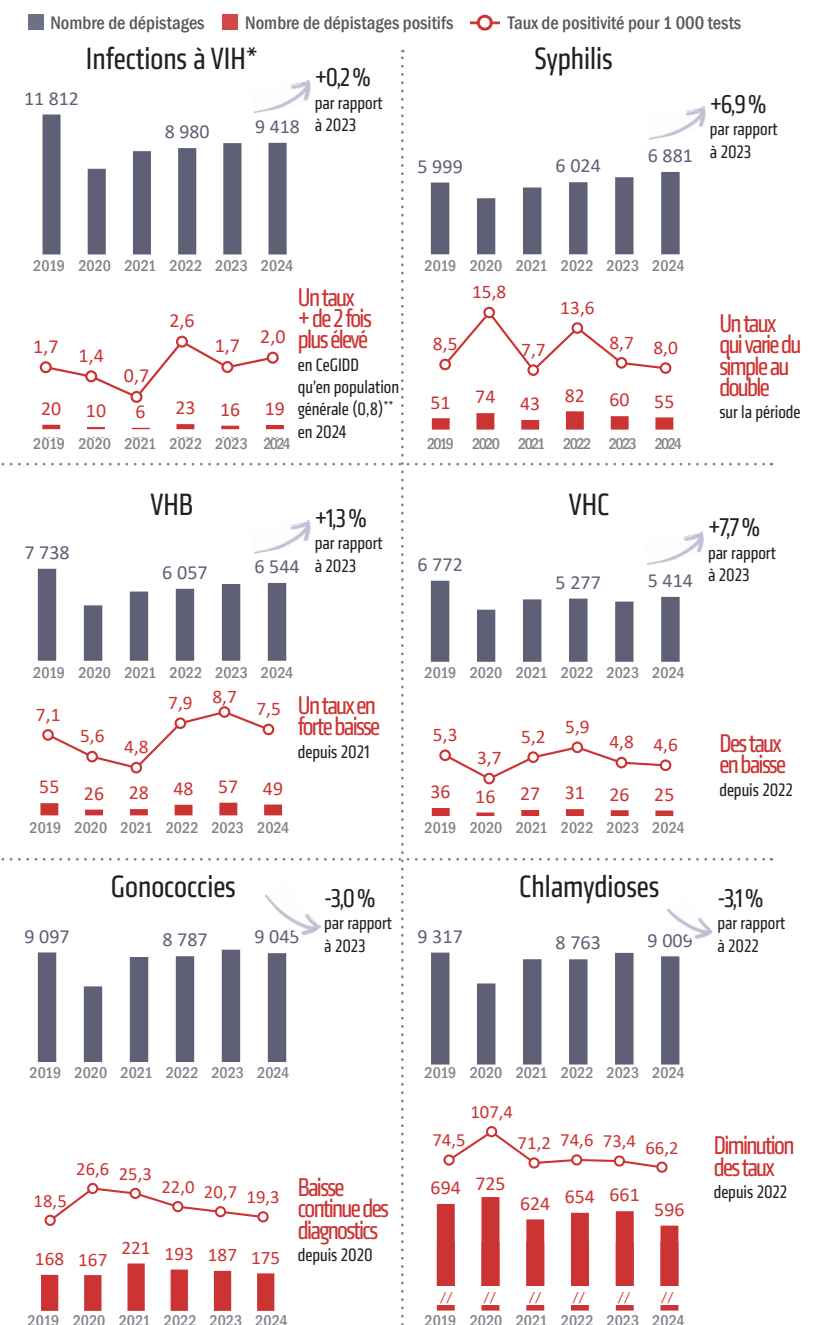 Nombre de dépistages Nombre de dépistages positifs Taux de positivité pour 1 000 tests
Infections à VIH*
+0,2 %
par rapport
à 2023
11 812
8 980
9 418
2019 2020 2021 2022 2023 2024
1,7 1,4 0,7 2,6 1,7 2,0
20 10 6 23 16 19
2019 2020 2021 2022 2023 2024
Un taux
+ de 2 fois
plus élevé
en CeGIDD
qu'en population
générale (0,8)**
en 2024
Syphilis
+6,9 %
par rapport
à 2023
5 999
6 024
6 881
2019 2020 2021 2022 2023 2024
8,5 15,8 7,7 13,6 8,7 8,0
51 74 43 82 60 55
2019 2020 2021 2022 2023 2024
Un taux
qui varie du
simple au
double
sur la période
VHB
+1,3 %
par rapport
à 2023
7 738
6 057
6 544
2019 2020 2021 2022 2023 2024
7,1 5,6 4,8 7,9 8,7 7,5
55 26 28 48 57 49
2019 2020 2021 2022 2023 2024
Un taux en
forte baisse
depuis 2021
VHC
+7,7 %
par rapport
à 2023
6 772
5 277
5 414
2019 2020 2021 2022 2023 2024
5,3 3,7 5,2 5,9 4,8 4,6
36 16 27 31 26 25
2019 2020 2021 2022 2023 2024
Des taux
en baisse
depuis 2022
Gonococcies
-3,0 %
par rapport
à 2023
9 097
8 787
9 045
2019 2020 2021 2022 2023 2024
18,5 26,6 25,3 22,0 20,7 19,3
168 167 221 193 187 175
2019 2020 2021 2022 2023 2024
Baisse
continue des
diagnostics
depuis 2020
Chlamydioses
-3,1 %
par rapport
à 2022
9 317
8 763
9 009
2019 2020 2021 2022 2023 2024
74,5 107,4 71,2 74,6 73,4 66,2
694 725 624 654 661 596
// // // // // //
2019 2020 2021 2022 2023 2024
Diminution
des taux
depuis 2022